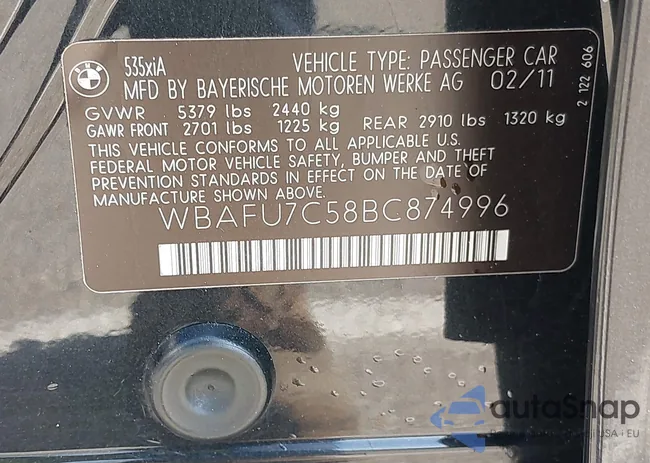 BMW
535xiA VEHICLE TYPE: PASSENGER CAR
MFD BY BAYERISCHE MOTOREN WERKE AG 02/11
GVWR 5379 lbs 2440 kg
GAWR FRONT 2701 lbs 1225 kg REAR 2910 lbs 1320 kg
THIS VEHICLE CONFORMS TO ALL APPLICABLE U.S.
FEDERAL MOTOR VEHICLE SAFETY, BUMPER AND THEFT
PREVENTION STANDARDS IN EFFECT ON THE DATE OF
MANUFACTURE SHOWN ABOVE.
WBAFU7C58BC874996
2 122 606
autoSnap
USA • EU